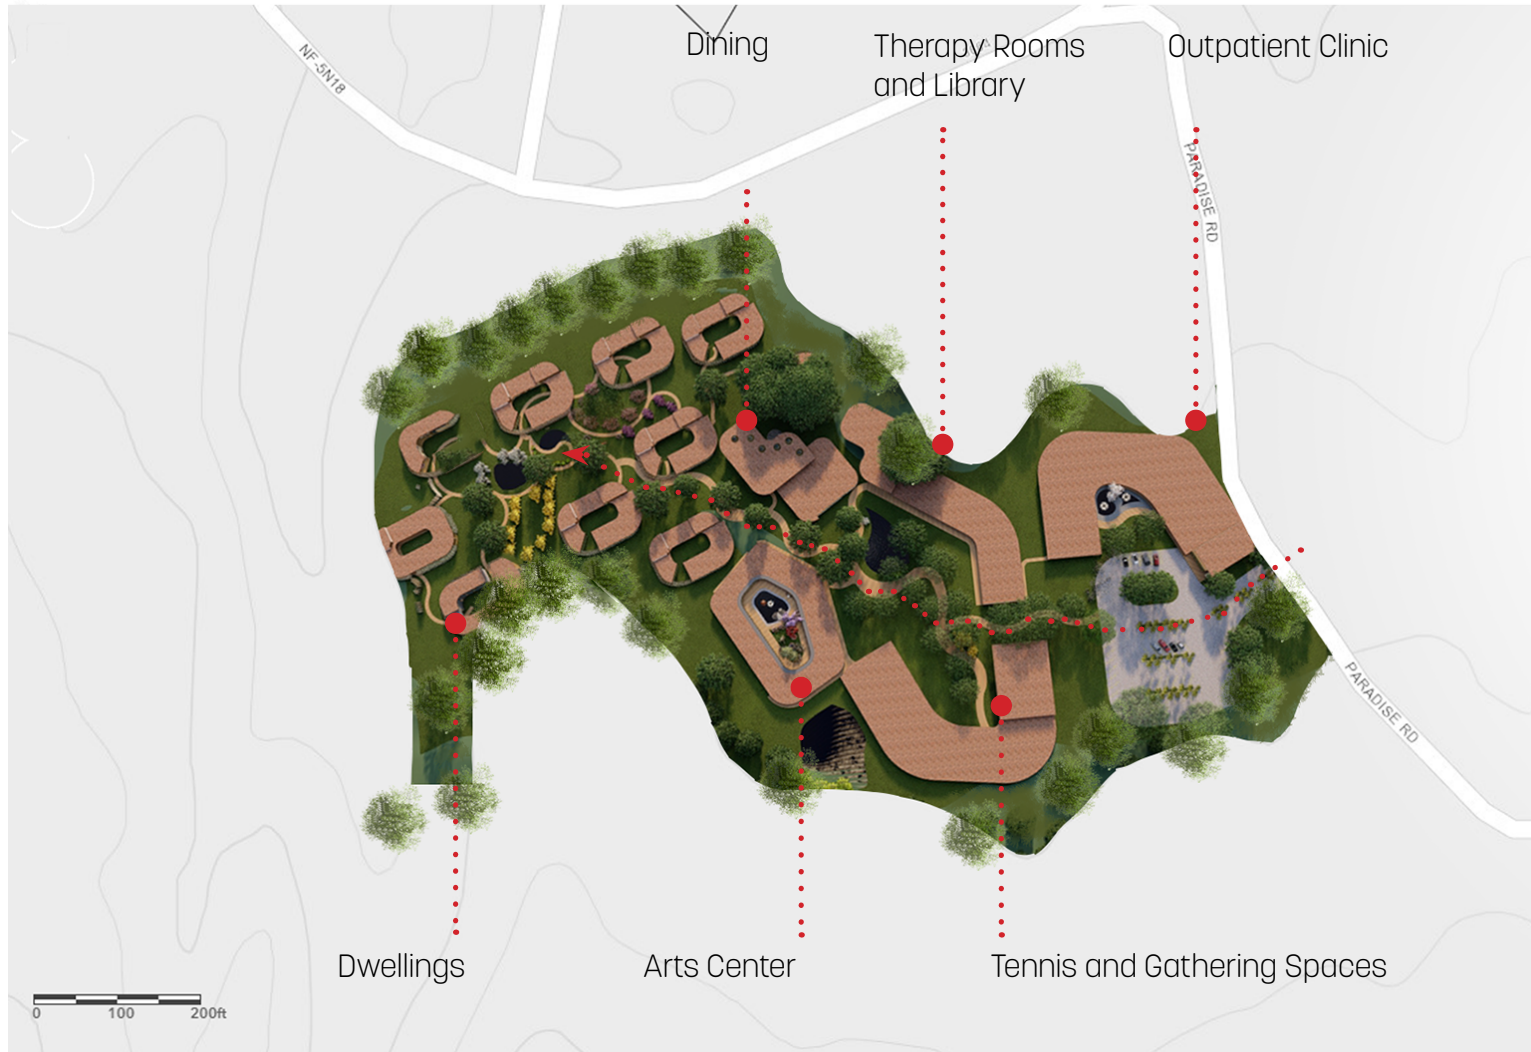 Dining
Therapy Rooms
and Library
Outpatient Clinic
NF-5N18
PARADISE RD
PARADISE RD
Dwellings
Arts Center
Tennis and Gathering Spaces
0 100 200ft